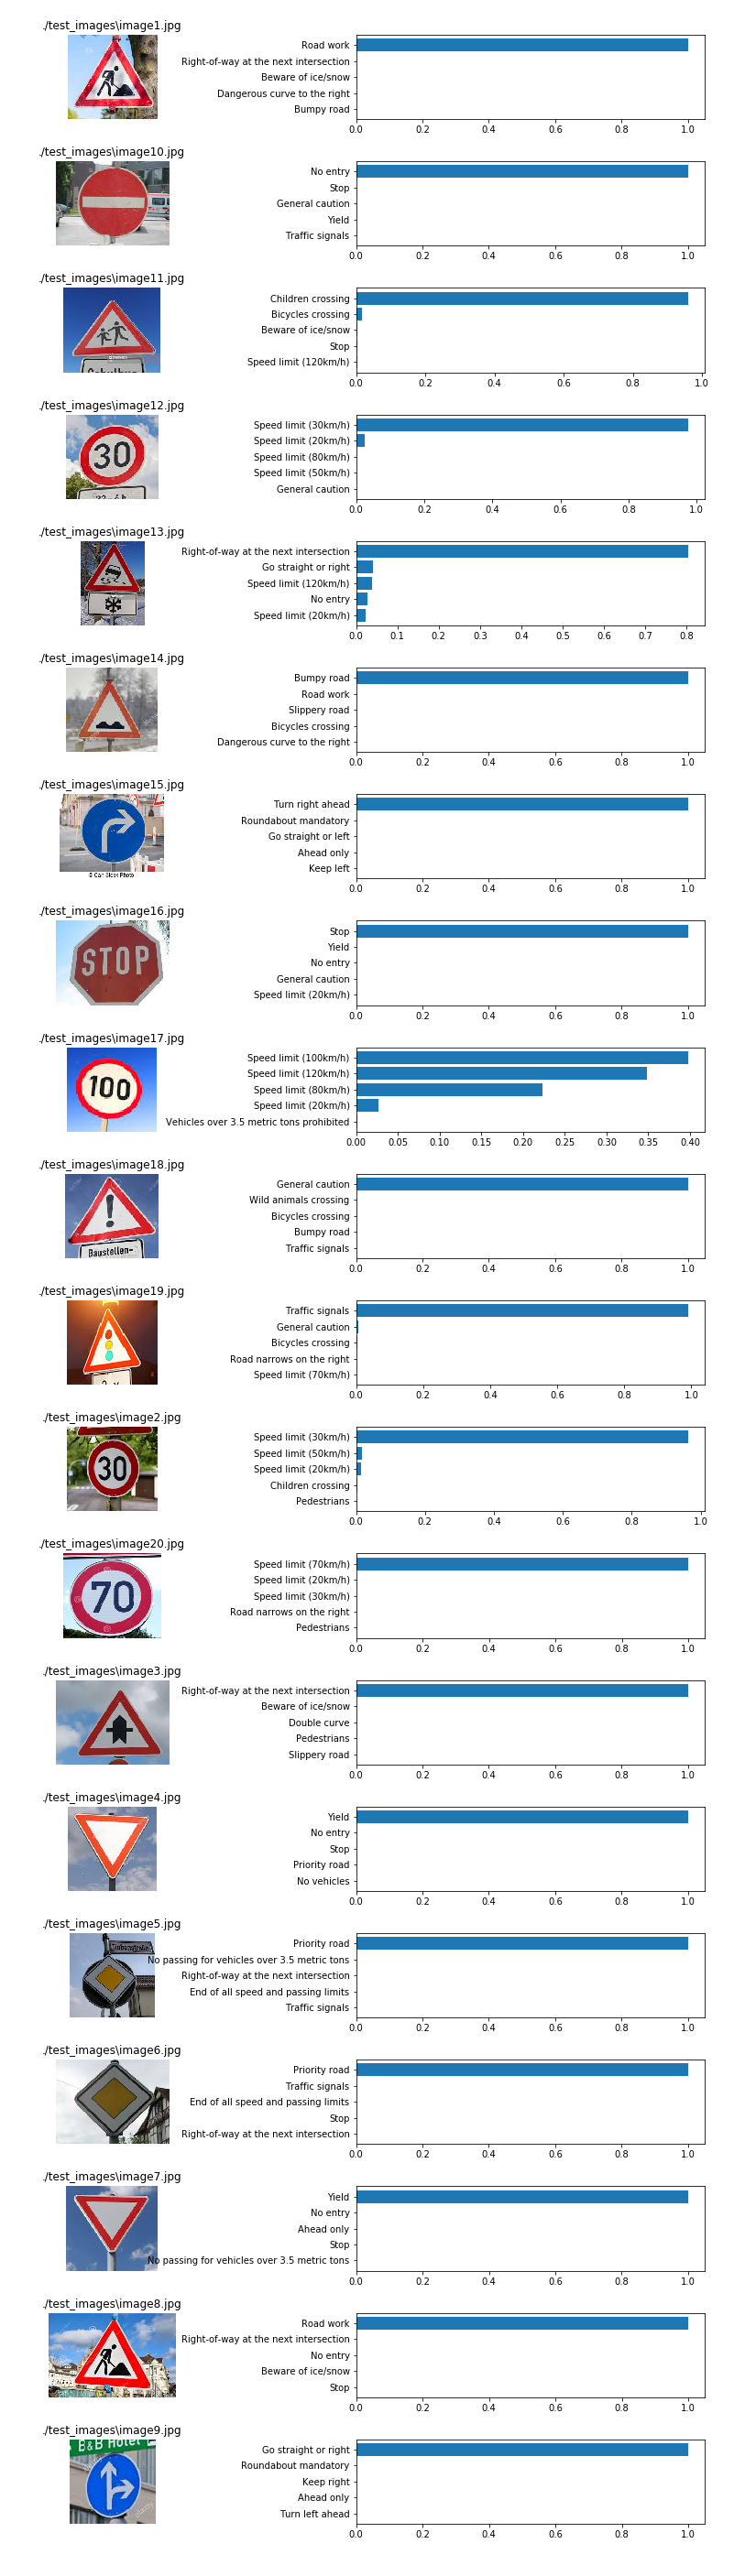 ./test_images\image1.jpg
Road work
Right-of-way at the next intersection
Beware of ice/snow
Dangerous curve to the right
Bumpy road
0.0 0.2 0.4 0.6 0.8 1.0
./test_images\image10.jpg
No entry
Stop
General caution
Yield
Traffic signals
0.0 0.2 0.4 0.6 0.8 1.0
./test_images\image11.jpg
Children crossing
Bicycles crossing
Beware of ice/snow
Stop
Speed limit (120km/h)
0.0 0.2 0.4 0.6 0.8 1.0
./test_images\image12.jpg
30
Speed limit (30km/h)
Speed limit (20km/h)
Speed limit (80km/h)
Speed limit (50km/h)
General caution
0.0 0.2 0.4 0.6 0.8 1.0
./test_images\image13.jpg
Right-of-way at the next intersection
Go straight or right
Speed limit (120km/h)
No entry
Speed limit (20km/h)
0.0 0.1 0.2 0.3 0.4 0.5 0.6 0.7 0.8
./test_images\image14.jpg
Bumpy road
Road work
Slippery road
Bicycles crossing
Dangerous curve to the right
0.0 0.2 0.4 0.6 0.8 1.0
./test_images\image15.jpg
Turn right ahead
Roundabout mandatory
Go straight or left
Ahead only
Keep left
0.0 0.2 0.4 0.6 0.8 1.0
./test_images\image16.jpg
STOP
Stop
Yield
No entry
General caution
Speed limit (20km/h)
0.0 0.2 0.4 0.6 0.8 1.0
./test_images\image17.jpg
100
Speed limit (100km/h)
Speed limit (120km/h)
Speed limit (80km/h)
Speed limit (20km/h)
Vehicles over 3.5 metric tons prohibited
0.00 0.05 0.10 0.15 0.20 0.25 0.30 0.35 0.40
./test_images\image18.jpg
Baustellen-
General caution
Wild animals crossing
Bicycles crossing
Bumpy road
Traffic signals
0.0 0.2 0.4 0.6 0.8 1.0
./test_images\image19.jpg
Traffic signals
General caution
Bicycles crossing
Road narrows on the right
Speed limit (70km/h)
0.0 0.2 0.4 0.6 0.8 1.0
./test_images\image2.jpg
30
Speed limit (30km/h)
Speed limit (50km/h)
Speed limit (20km/h)
Children crossing
Pedestrians
0.0 0.2 0.4 0.6 0.8 1.0
./test_images\image20.jpg
70
Speed limit (70km/h)
Speed limit (20km/h)
Speed limit (30km/h)
Road narrows on the right
Pedestrians
0.0 0.2 0.4 0.6 0.8 1.0
./test_images\image3.jpg
Right-of-way at the next intersection
Beware of ice/snow
Double curve
Pedestrians
Slippery road
0.0 0.2 0.4 0.6 0.8 1.0
./test_images\image4.jpg
Yield
No entry
Stop
Priority road
No vehicles
0.0 0.2 0.4 0.6 0.8 1.0
./test_images\image5.jpg
Priority road
No passing for vehicles over 3.5 metric tons
Right-of-way at the next intersection
End of all speed and passing limits
Traffic signals
0.0 0.2 0.4 0.6 0.8 1.0
./test_images\image6.jpg
Priority road
Traffic signals
End of all speed and passing limits
Stop
Right-of-way at the next intersection
0.0 0.2 0.4 0.6 0.8 1.0
./test_images\image7.jpg
Yield
No entry
Ahead only
Stop
No passing for vehicles over 3.5 metric tons
0.0 0.2 0.4 0.6 0.8 1.0
./test_images\image8.jpg
Road work
Right-of-way at the next intersection
No entry
Beware of ice/snow
Stop
0.0 0.2 0.4 0.6 0.8 1.0
./test_images\image9.jpg
B&B Hotel
Go straight or right
Roundabout mandatory
Keep right
Ahead only
Turn left ahead
0.0 0.2 0.4 0.6 0.8 1.0